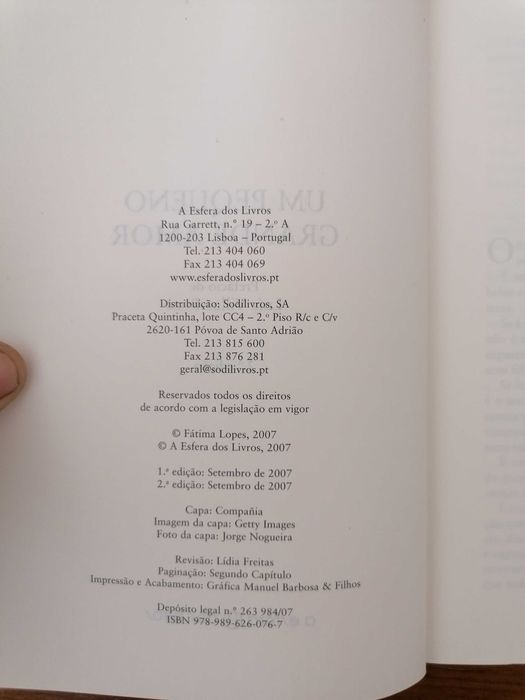 A Esfera dos Livros
Rua Garrett, n.º 19 – 2.º A
1200-203 Lisboa – Portugal
Tel. 213 404 060
Fax 213 404 069
www.esferadoslivros.pt
Distribuição: Sodilivros, SA
Praceta Quintinha, lote CC4 – 2.º Piso R/c e C/v
2620-161 Póvoa de Santo Adrião
Tel. 213 815 600
Fax 213 876 281
geral@sodilivros.pt
Reservados todos os direitos
de acordo com a legislação em vigor
© Fátima Lopes, 2007
© A Esfera dos Livros, 2007
1.ª edição: Setembro de 2007
2.ª edição: Setembro de 2007
Capa: Compañia
Imagem da capa: Getty Images
Foto da capa: Jorge Nogueira
Revisão: Lídia Freitas
Paginação: Segundo Capítulo
Impressão e Acabamento: Gráfica Manuel Barbosa & Filhos
Depósito legal n.º 263 984/07
ISBN 978-989-626-076-7